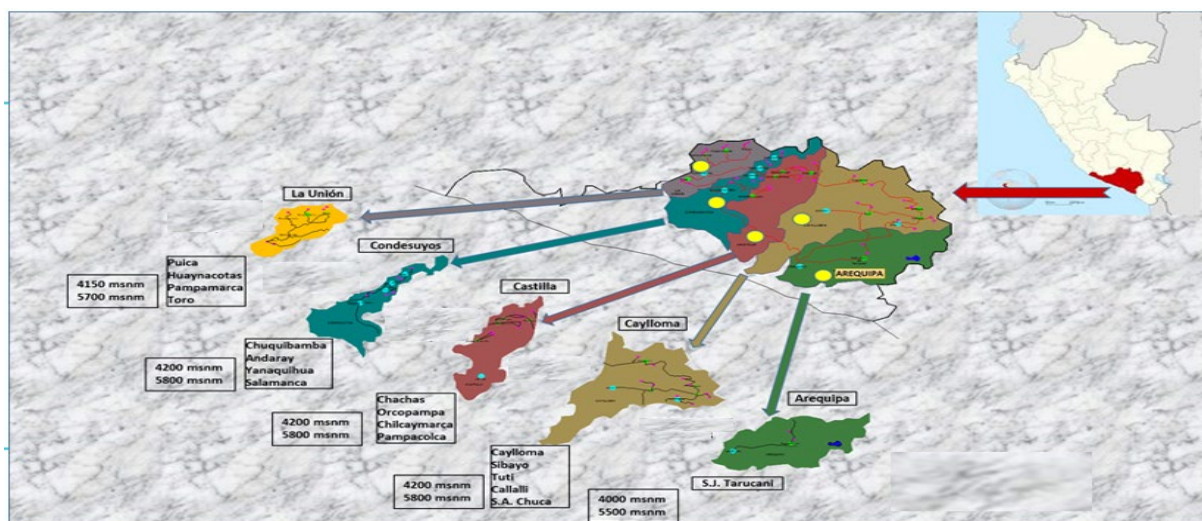 La Unión
Puica
Huaynacotas
Pampamarca
Toro
4150 msnm
5700 msnm
Condesuyos
Chuquibamba
Andaray
Yanaquihua
Salamanca
4200 msnm
5800 msnm
Castilla
Chachas
Orcopampa
Chilcaymarca
Pampacolca
4200 msnm
5800 msnm
Caylloma
Caylloma
Sibayo
Tuti
Callalli
S.A. Chuca
4200 msnm
5800 msnm
AREQUIPA
Arequipa
S.J. Tarucani
4000 msnm
5500 msnm